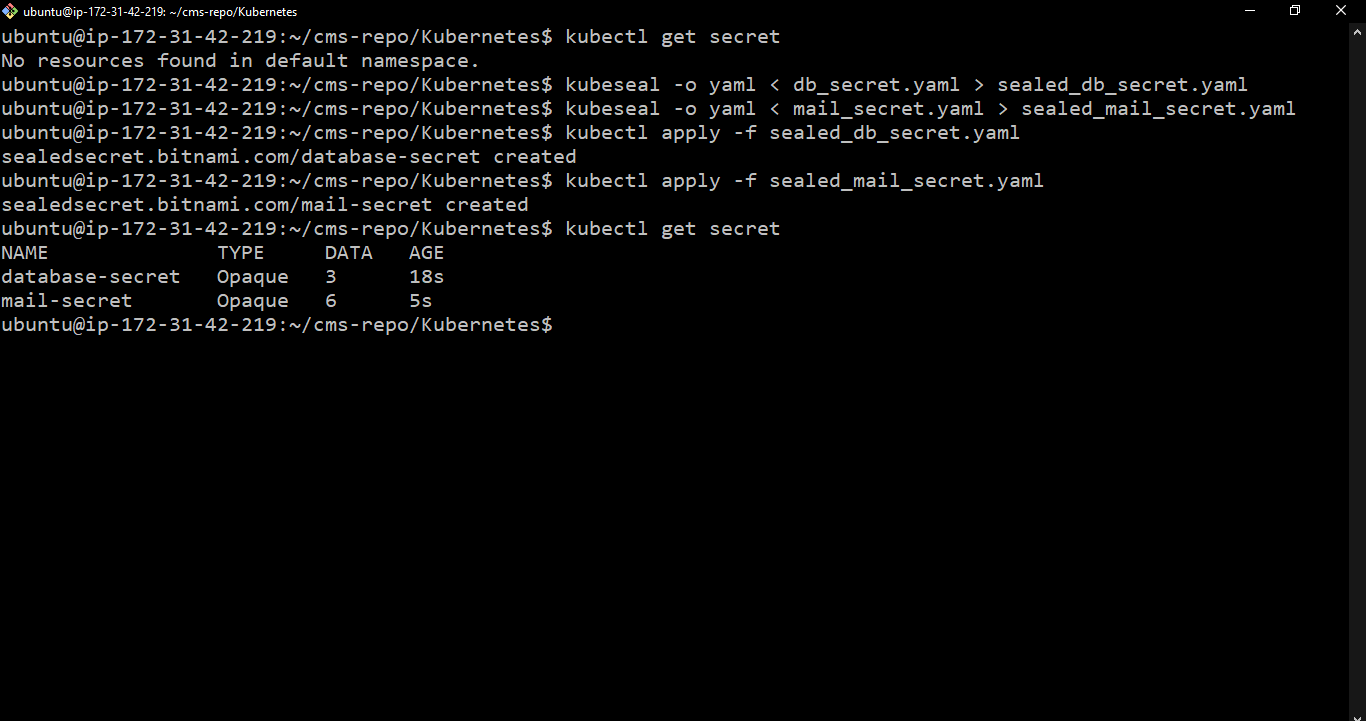 ubuntu@ip-172-31-42-219: ~/cms-repo/Kubernetes
ubuntu@ip-172-31-42-219:~/cms-repo/Kubernetes$ kubectl get secret
No resources found in default namespace.
ubuntu@ip-172-31-42-219:~/cms-repo/Kubernetes$ kubeseal -o yaml < db_secret.yaml > sealed_db_secret.yaml
ubuntu@ip-172-31-42-219:~/cms-repo/Kubernetes$ kubeseal -o yaml < mail_secret.yaml > sealed_mail_secret.yaml
ubuntu@ip-172-31-42-219:~/cms-repo/Kubernetes$ kubectl apply -f sealed_db_secret.yaml
sealedsecret.bitnami.com/database-secret created
ubuntu@ip-172-31-42-219:~/cms-repo/Kubernetes$ kubectl apply -f sealed_mail_secret.yaml
sealedsecret.bitnami.com/mail-secret created
ubuntu@ip-172-31-42-219:~/cms-repo/Kubernetes$ kubectl get secret
NAME              TYPE     DATA   AGE
database-secret   Opaque   3      18s
mail-secret       Opaque   6      5s
ubuntu@ip-172-31-42-219:~/cms-repo/Kubernetes$